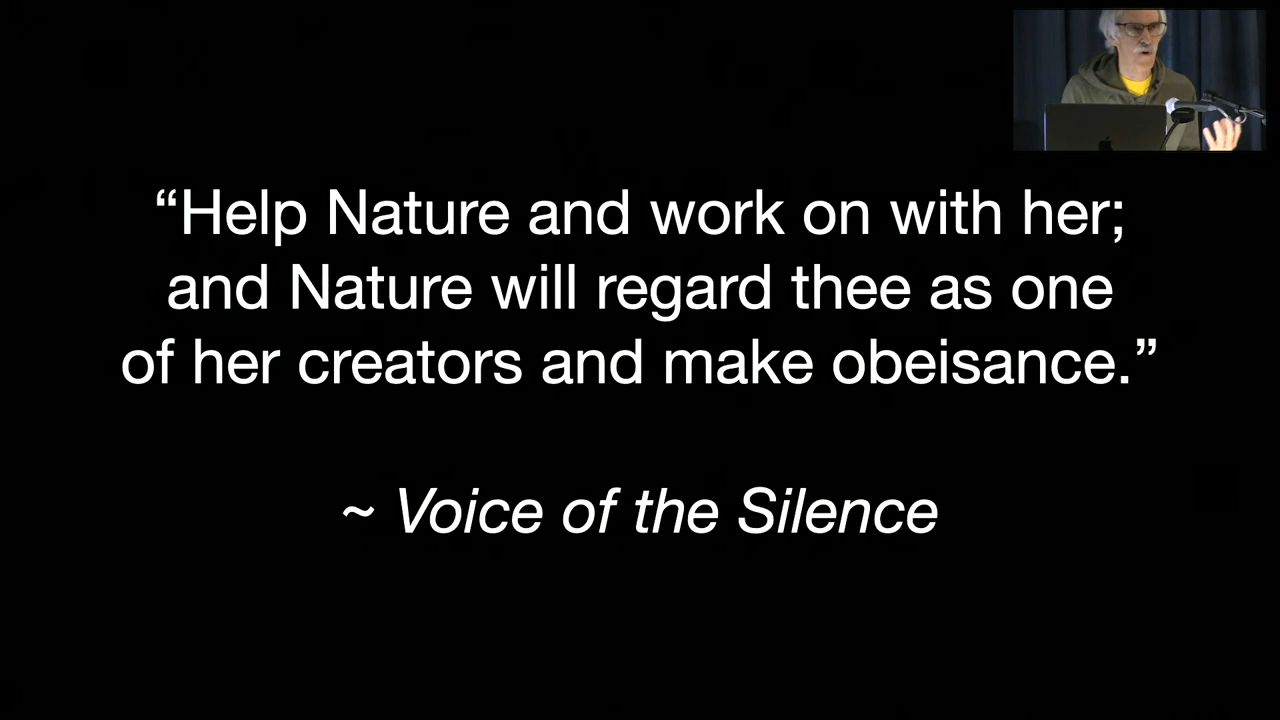 “Help Nature and work on with her;
and Nature will regard thee as one
of her creators and make obeisance.”
~ Voice of the Silence